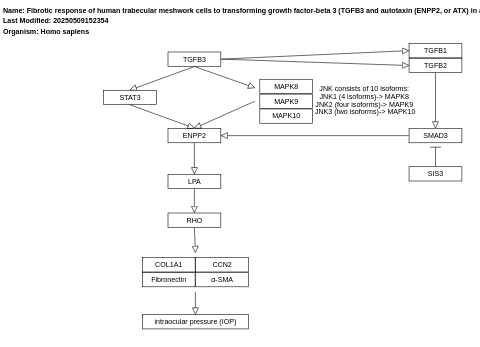 Name: Fibrotic response of human trabecular meshwork cells to transforming growth factor-beta 3 (TGFB3 and autotaxin (ENPP2, or ATX) in
Last Modified: 20250509152354
Organism: Homo sapiens
TGFB3
TGFB1
TGFB2
STAT3
MAPK8
MAPK9
MAPK10
JNK consists of 10 isoforms:
JNK1 (4 isoforms)-> MAPK8
JNK2 (four isoforms)-> MAPK9
JNK3 (two isoforms)-> MAPK10
ENPP2
SMAD3
LPA
SIS3
RHO
COL1A1
CCN2
Fibronectin
α-SMA
intraocular pressure (IOP)